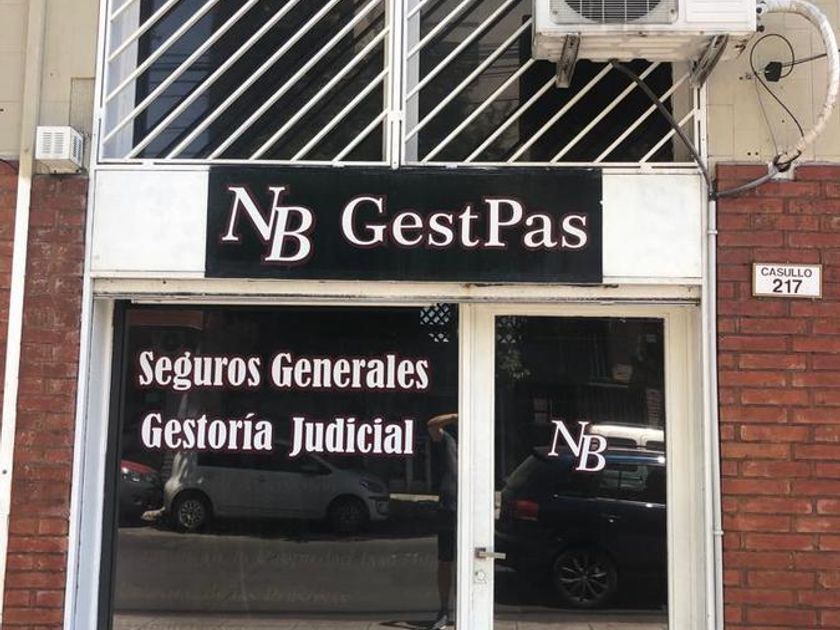 NB GestPas
CASULLO
217
Seguros Generales
Gestoría Judicial
NB